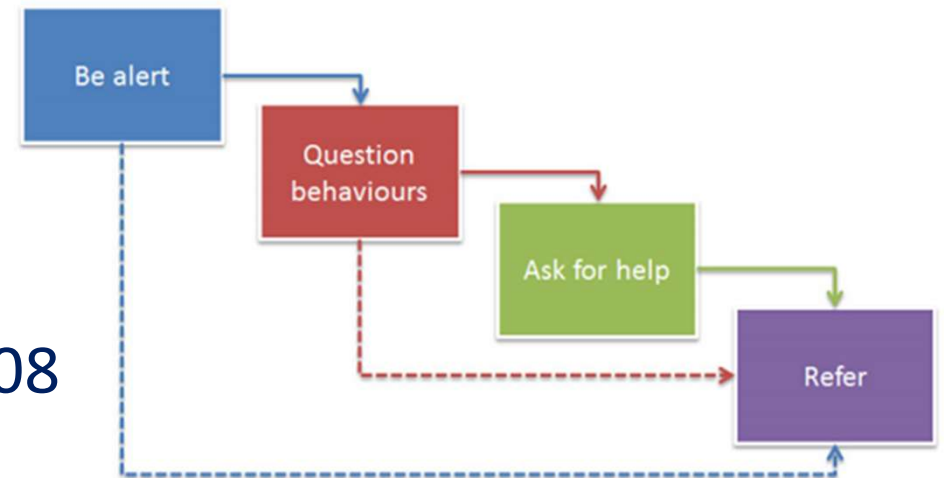 Be alert
Question
behaviours
Ask for help
08
Refer